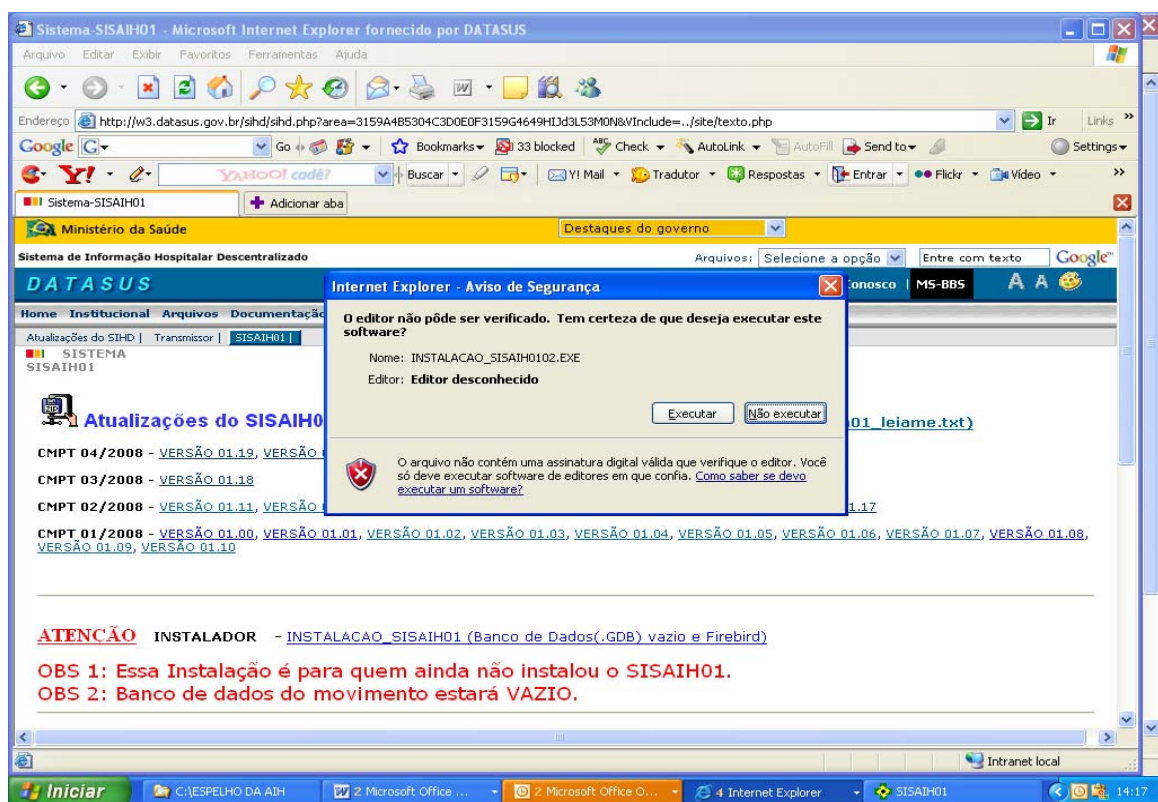 Sistema-SISAIH01 - Microsoft Internet Explorer fornecido por DATASUS
Arquivo Editar Exibir Favoritos Ferramentas Ajuda
Endereço http://w3.datasus.gov.br/sihd/sihd.php?area=3159A4B5304C3D0E0F3159G4649HIJd3L53M0N&VInclude=../site/texto.php Ir Links »
Google G Go Bookmarks 33 blocked Check AutoLink AutoFill Send to Settings
Y! YAHOO! cadê? Buscar Y! Mail Tradutor Respostas Entrar Flickr Vídeo »
Sistema-SISAIH01 Adicionar aba
Ministério da Saúde Destaques do governo
Sistema de Informação Hospitalar Descentralizado Arquivos: Selecione a opção Entre com texto Google™
DATASUS conosco | MS-BBS A A
Home Institucional Arquivos Documentaçã
Atualizações do SIHD | Transmissor | SISAIH01 |
SISTEMA
SISAIH01
Internet Explorer - Aviso de Segurança
O editor não pôde ser verificado. Tem certeza de que deseja executar este
software?
Nome: INSTALACAO_SISAIH0102.EXE
Editor: Editor desconhecido
Executar Não executar
O arquivo não contém uma assinatura digital válida que verifique o editor. Você
só deve executar software de editores em que confia. Como saber se devo
executar um software?
Atualizações do SISAIH0 01_leiame.txt)
CMPT 04/2008 - VERSÃO 01.19, VERSÃO
CMPT 03/2008 - VERSÃO 01.18
CMPT 02/2008 - VERSÃO 01.11, VERSÃO 1.17
CMPT 01/2008 - VERSÃO 01.00, VERSÃO 01.01, VERSÃO 01.02, VERSÃO 01.03, VERSÃO 01.04, VERSÃO 01.05, VERSÃO 01.06, VERSÃO 01.07, VERSÃO 01.08,
VERSÃO 01.09, VERSÃO 01.10
ATENÇÃO INSTALADOR - INSTALACAO_SISAIH01 (Banco de Dados(.GDB) vazio e Firebird)
OBS 1: Essa Instalação é para quem ainda não instalou o SISAIH01.
OBS 2: Banco de dados do movimento estará VAZIO.
Intranet local
Iniciar C:\ESPELHO DA AIH 2 Microsoft Office ... 2 Microsoft Office O... 4 Internet Explorer SISAIH01 14:17